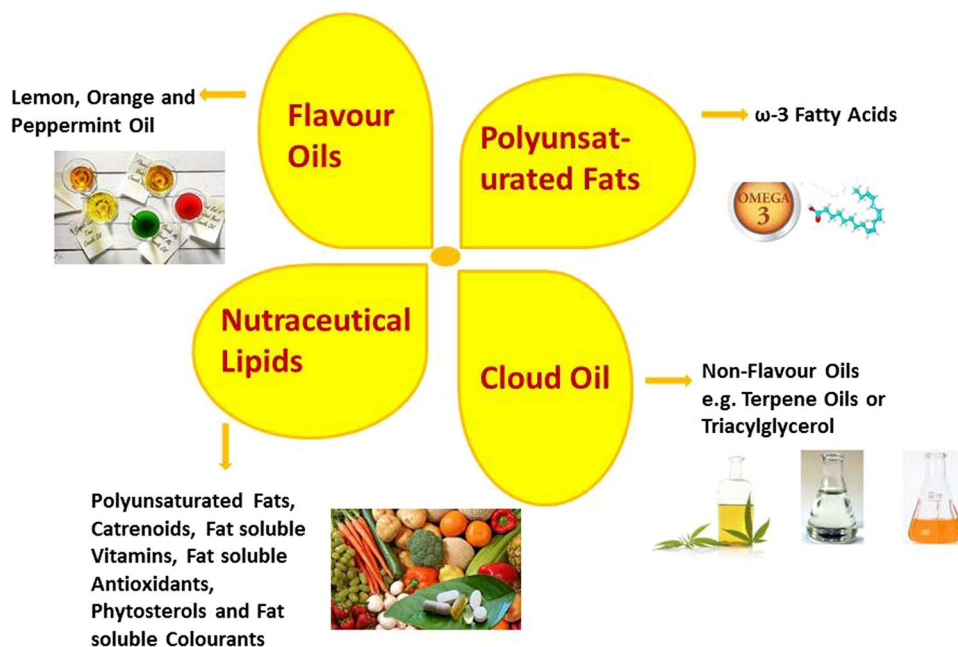 Flavour
Oils
Lemon, Orange and
Peppermint Oil
Polyunsat-
urated Fats
ω-3 Fatty Acids
OMEGA
3
Nutraceutical
Lipids
Polyunsaturated Fats,
Catrenoids, Fat soluble
Vitamins, Fat soluble
Antioxidants,
Phytosterols and Fat
soluble Colourants
Cloud Oil
Non-Flavour Oils
e.g. Terpene Oils or
Triacylglycerol